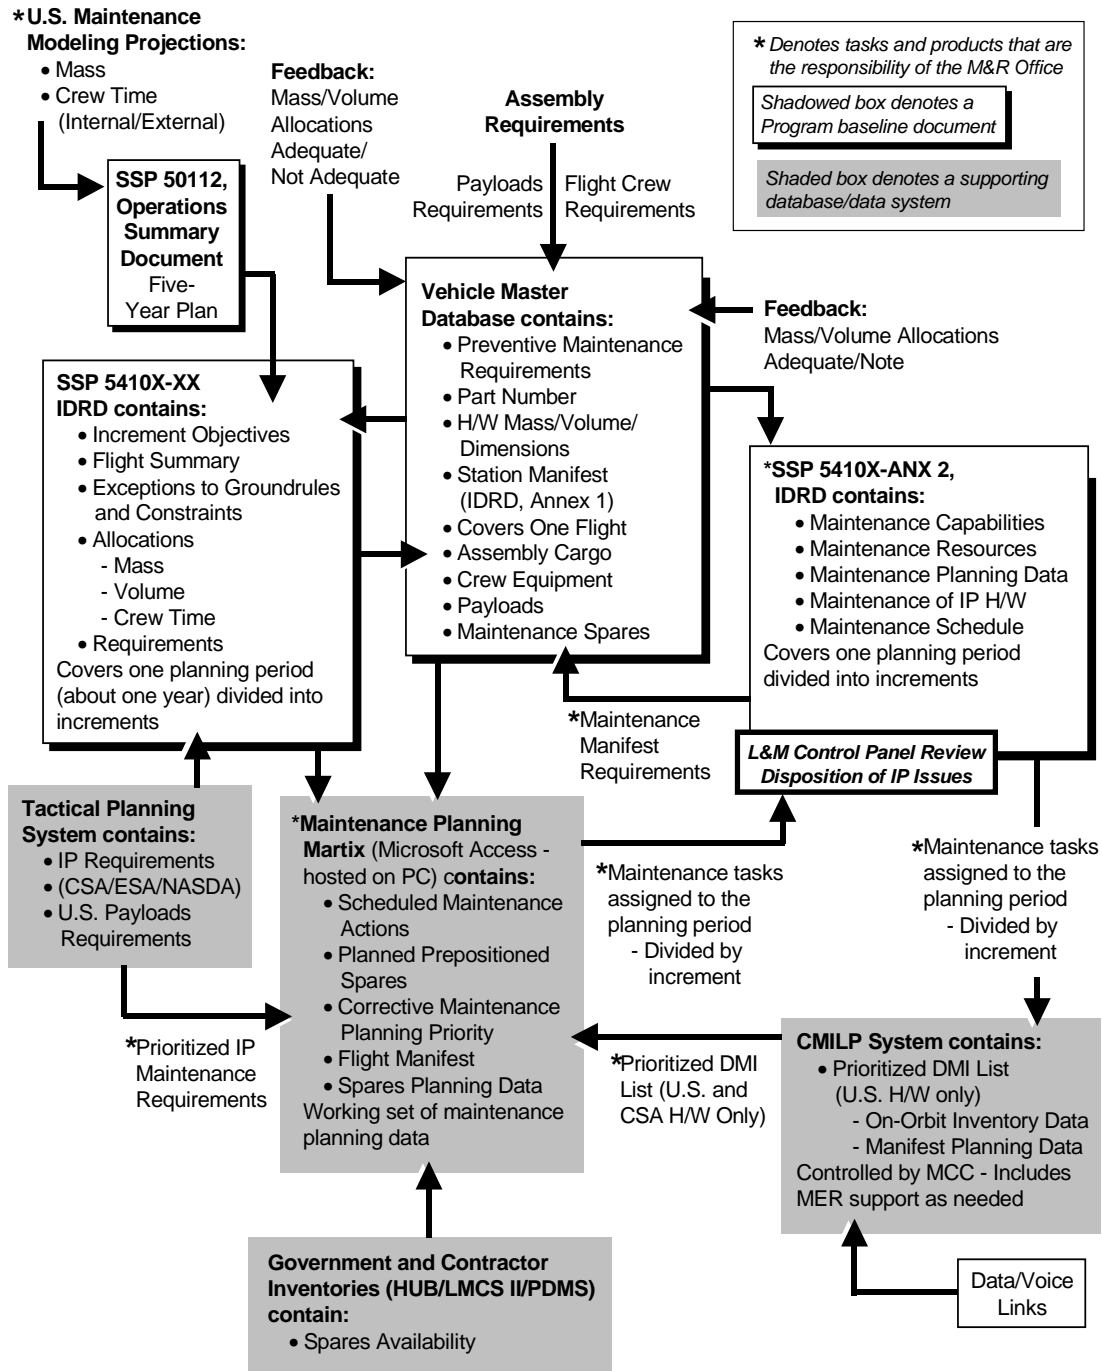 *U.S. Maintenance
Modeling Projections:
• Mass
• Crew Time
(Internal/External)
Feedback:
Mass/Volume
Allocations
Adequate/
Not Adequate
Assembly
Requirements
Payloads
Requirements
Flight Crew
Requirements
* Denotes tasks and products that are
the responsibility of the M&R Office
Shadowed box denotes a
Program baseline document
Shaded box denotes a supporting
database/data system
SSP 50112,
Operations
Summary
Document
Five-
Year Plan
Vehicle Master
Database contains:
• Preventive Maintenance
Requirements
• Part Number
• H/W Mass/Volume/
Dimensions
• Station Manifest
(IDRD, Annex 1)
• Covers One Flight
• Assembly Cargo
• Crew Equipment
• Payloads
• Maintenance Spares
Feedback:
Mass/Volume Allocations
Adequate/Note
SSP 5410X-XX
IDRD contains:
• Increment Objectives
• Flight Summary
• Exceptions to Groundrules
and Constraints
• Allocations
- Mass
- Volume
- Crew Time
• Requirements
Covers one planning period
(about one year) divided into
increments
*SSP 5410X-ANX 2,
IDRD contains:
• Maintenance Capabilities
• Maintenance Resources
• Maintenance Planning Data
• Maintenance of IP H/W
• Maintenance Schedule
Covers one planning period
divided into increments
L&M Control Panel Review
Disposition of IP Issues
*Maintenance
Manifest
Requirements
Tactical Planning
System contains:
• IP Requirements
• (CSA/ESA/NASDA)
• U.S. Payloads
Requirements
*Maintenance Planning
Martix (Microsoft Access -
hosted on PC) contains:
• Scheduled Maintenance
Actions
• Planned Prepositioned
Spares
• Corrective Maintenance
Planning Priority
• Flight Manifest
• Spares Planning Data
Working set of maintenance
planning data
*Maintenance tasks
assigned to the
planning period
- Divided by
increment
*Maintenance tasks
assigned to the
planning period
- Divided by
increment
*Prioritized IP
Maintenance
Requirements
*Prioritized DMI
List (U.S. and
CSA H/W Only)
CMILP System contains:
• Prioritized DMI List
(U.S. H/W only)
- On-Orbit Inventory Data
- Manifest Planning Data
Controlled by MCC - Includes
MER support as needed
Government and Contractor
Inventories (HUB/LMCS II/PDMS)
contain:
• Spares Availability
Data/Voice
Links